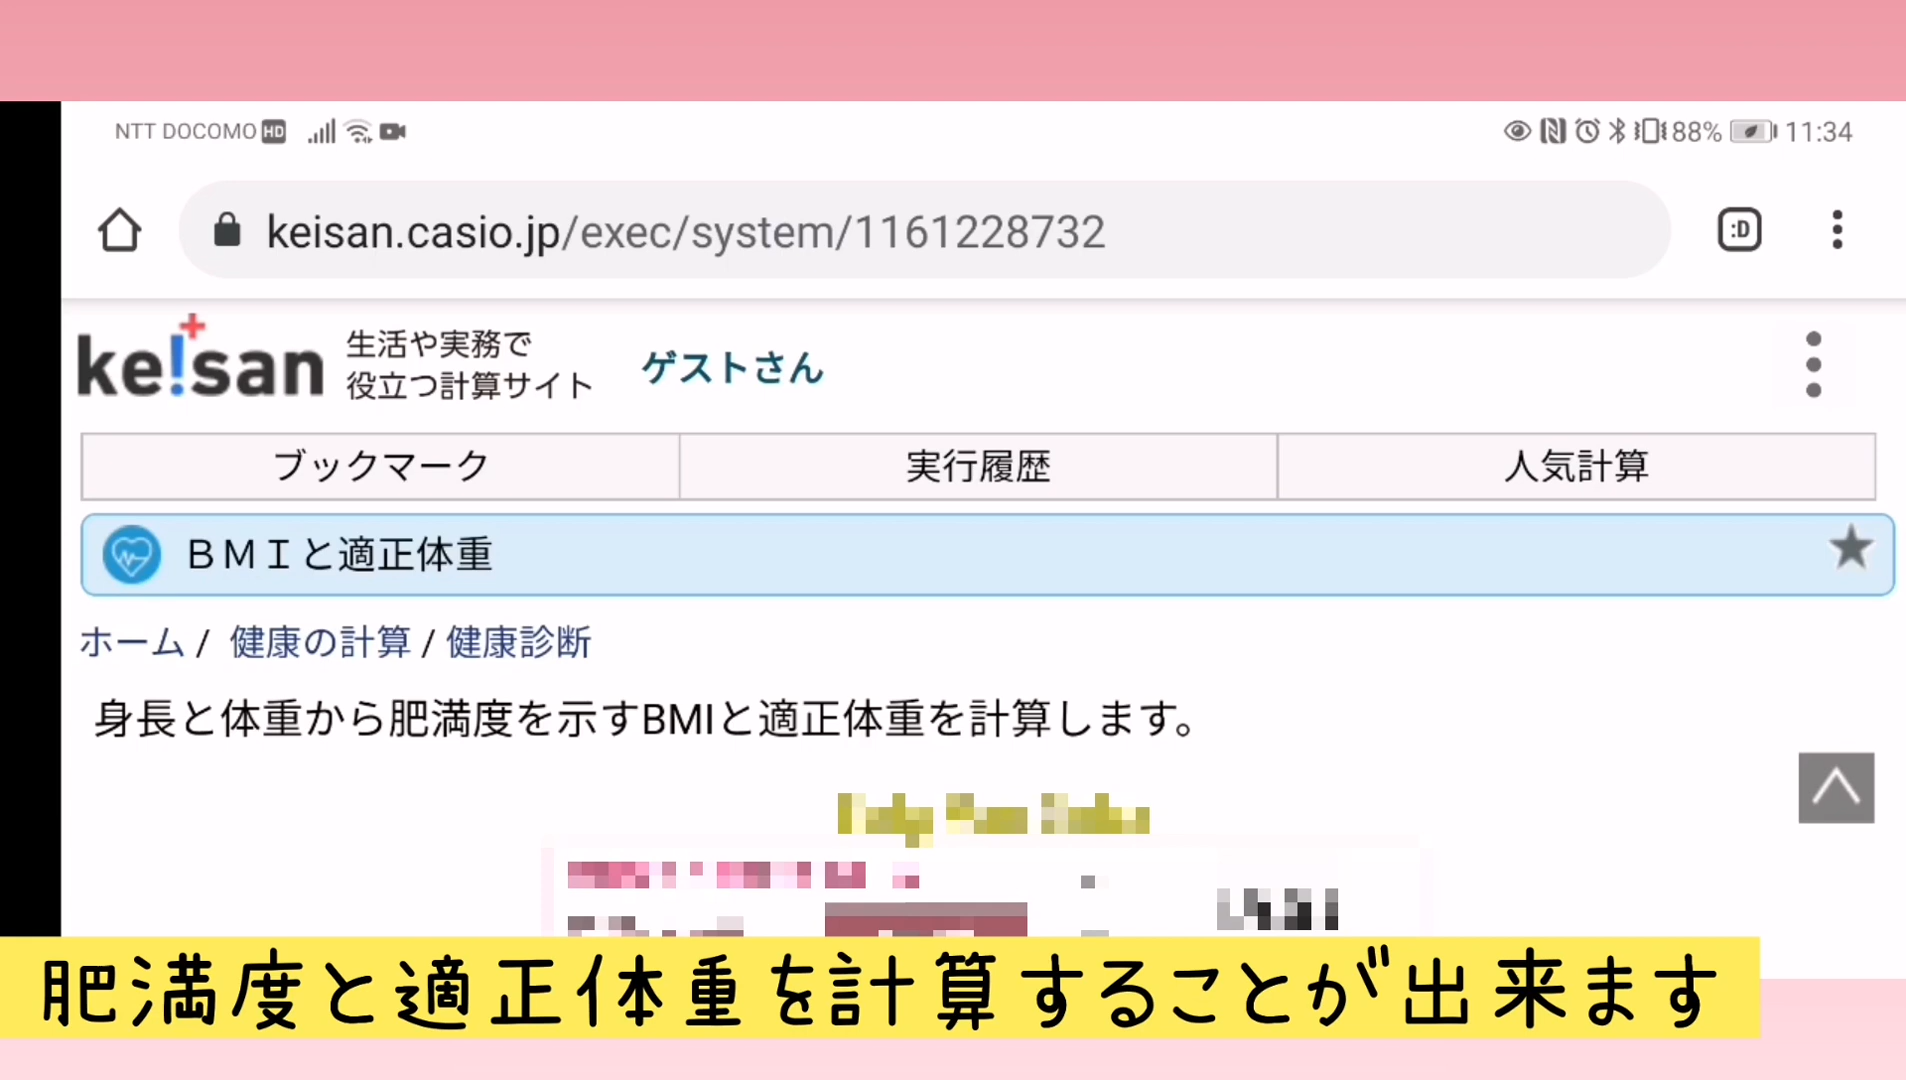 NTT DOCOMO HD
88% 11:34
keisan.casio.jp/exec/system/1161228732
:D
ke!san
生活や実務で
役立つ計算サイト
ゲストさん
ブックマーク 実行履歴 人気計算
ＢＭＩと適正体重
ホーム / 健康の計算 / 健康診断
身長と体重から肥満度を示すBMIと適正体重を計算します。
肥満度と適正体重を計算することが出来ます